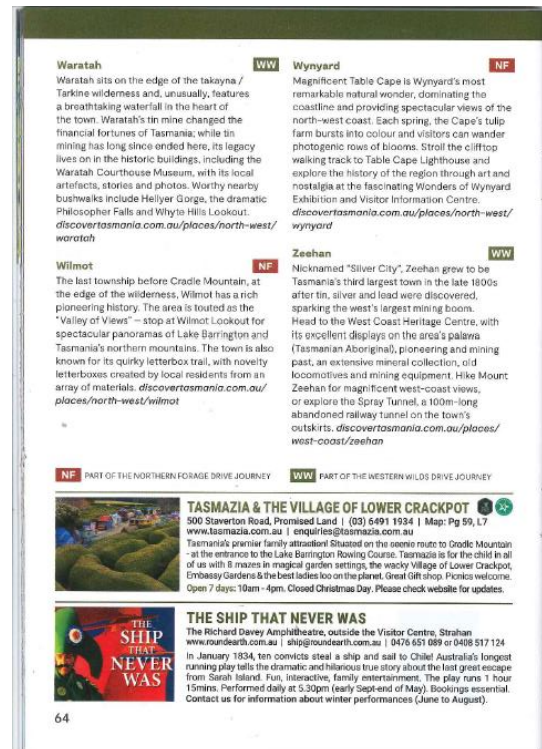 Waratah WW
Waratah sits on the edge of the takayna /
Tarkine wilderness and, unusually, features
a breathtaking waterfall in the heart of
the town. Waratah's tin mine changed the
financial fortunes of Tasmania; while tin
mining has long since ended here, its legacy
lives on in the historic buildings, including the
Waratah Courthouse Museum, with its local
artefacts, stories and photos. Worthy nearby
bushwalks include Hellyer Gorge, the dramatic
Philosopher Falls and Whyte Hills Lookout.
discovertasmania.com.au/places/north-west/
waratah
Wilmot NF
The last township before Cradle Mountain, at
the edge of the wilderness, Wilmot has a rich
pioneering history. The area is touted as the
"Valley of Views" – stop at Wilmot Lookout for
spectacular panoramas of Lake Barrington and
Tasmania's northern mountains. The town is also
known for its quirky letterbox trail, with novelty
letterboxes created by local residents from an
array of materials. discovertasmania.com.au/
places/north-west/wilmot
Wynyard NF
Magnificent Table Cape is Wynyard's most
remarkable natural wonder, dominating the
coastline and providing spectacular views of the
north-west coast. Each spring, the Cape's tulip
farm bursts into colour and visitors can wander
photogenic rows of blooms. Stroll the clifftop
walking track to Table Cape Lighthouse and
explore the history of the region through art and
nostalgia at the fascinating Wonders of Wynyard
Exhibition and Visitor Information Centre.
discovertasmania.com.au/places/north-west/
wynyard
Zeehan WW
Nicknamed "Silver City", Zeehan grew to be
Tasmania's third largest town in the late 1800s
after tin, silver and lead were discovered,
sparking the west's largest mining boom.
Head to the West Coast Heritage Centre, with
its excellent displays on the area's palawa
(Tasmanian Aboriginal), pioneering and mining
past, an extensive mineral collection, old
locomotives and mining equipment. Hike Mount
Zeehan for magnificent west-coast views,
or explore the Spray Tunnel, a 100m-long
abandoned railway tunnel on the town's
outskirts. discovertasmania.com.au/places/
west-coast/zeehan
NF PART OF THE NORTHERN FORAGE DRIVE JOURNEY
WW PART OF THE WESTERN WILDS DRIVE JOURNEY
TASMAZIA & THE VILLAGE OF LOWER CRACKPOT
500 Staverton Road, Promised Land | (03) 6491 1934 | Map: Pg 59, L7
www.tasmazia.com.au | enquiries@tasmazia.com.au
Tasmania's premier family attraction! Situated on the scenic route to Cradle Mountain
- at the entrance to the Lake Barrington Rowing Course. Tasmazia is for the child in all
of us with 8 mazes in magical garden settings, the wacky Village of Lower Crackpot,
Embassy Gardens & the best ladies loo on the planet. Great Gift shop. Picnics welcome.
Open 7 days: 10am - 4pm. Closed Christmas Day. Please check website for updates.
THE
SHIP
THAT
NEVER
WAS
THE SHIP THAT NEVER WAS
The Richard Davey Amphitheatre, outside the Visitor Centre, Strahan
www.roundearth.com.au | ship@roundearth.com.au | 0476 651 089 or 0408 517 124
In January 1834, ten convicts steal a ship and sail to Chile! Australia's longest
running play tells the dramatic and hilarious true story about the last great escape
from Sarah Island. Fun, interactive, family entertainment. The play runs 1 hour
15mins. Performed daily at 5.30pm (early Sept-end of May). Bookings essential.
Contact us for information about winter performances (June to August).
64